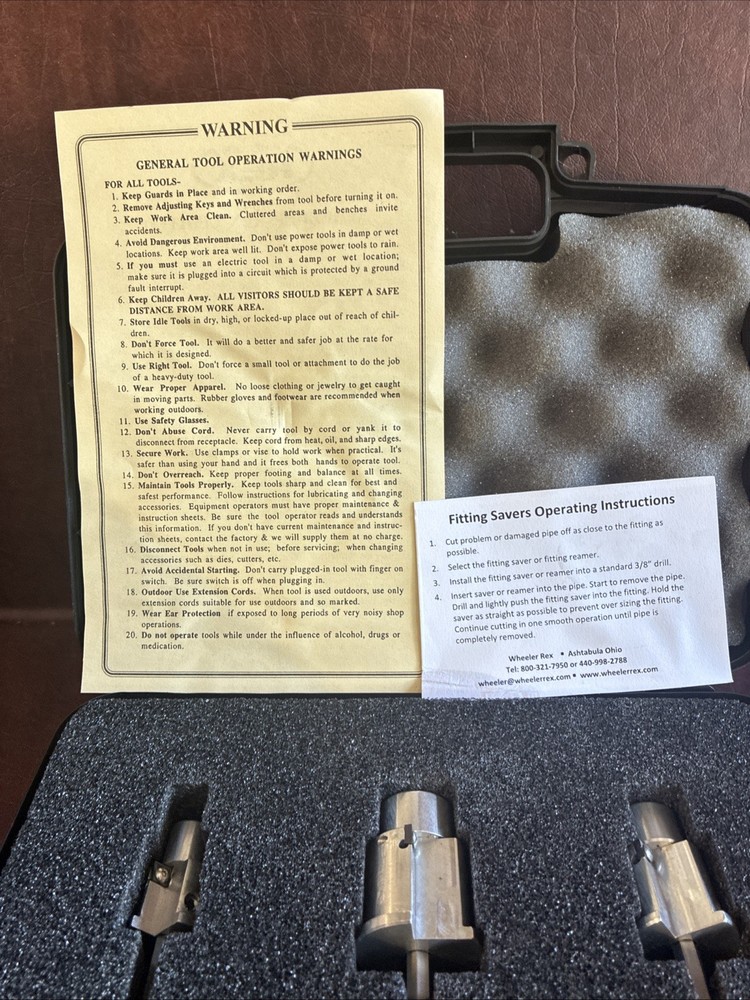 WARNING
GENERAL TOOL OPERATION WARNINGS
FOR ALL TOOLS-
1. Keep Guards in Place and in working order.
2. Remove Adjusting Keys and Wrenches from tool before turning it on.
3. Keep Work Area Clean. Cluttered areas and benches invite
accidents.
4. Avoid Dangerous Environment. Don't use power tools in damp or wet
locations. Keep work area well lit. Don't expose power tools to rain.
5. If you must use an electric tool in a damp or wet location;
make sure it is plugged into a circuit which is protected by a ground
fault interrupt.
6. Keep Children Away. ALL VISITORS SHOULD BE KEPT A SAFE
DISTANCE FROM WORK AREA.
7. Store Idle Tools in dry, high, or locked-up place out of reach of chil-
dren.
8. Don't Force Tool. It will do a better and safer job at the rate for
which it is designed.
9. Use Right Tool. Don't force a small tool or attachment to do the job
of a heavy-duty tool.
10. Wear Proper Apparel. No loose clothing or jewelry to get caught
in moving parts. Rubber gloves and footwear are recommended when
working outdoors.
11. Use Safety Glasses.
12. Don't Abuse Cord. Never carry tool by cord or yank it to
disconnect from receptacle. Keep cord from heat, oil, and sharp edges.
13. Secure Work. Use clamps or vise to hold work when practical. It's
safer than using your hand and it frees both hands to operate tool.
14. Don't Overreach. Keep proper footing and balance at all times.
15. Maintain Tools Properly. Keep tools sharp and clean for best and
safest performance. Follow instructions for lubricating and changing
accessories. Equipment operators must have proper maintenance &
instruction sheets. Be sure the tool operator reads and understands
this information. If you don't have current maintenance and instruc-
tion sheets, contact the factory & we will supply them at no charge.
16. Disconnect Tools when not in use; before servicing; when changing
accessories such as dies, cutters, etc.
17. Avoid Accidental Starting. Don't carry plugged-in tool with finger on
switch. Be sure switch is off when plugging in.
18. Outdoor Use Extension Cords. When tool is used outdoors, use only
extension cords suitable for use outdoors and so marked.
19. Wear Ear Protection if exposed to long periods of very noisy shop
operations.
20. Do not operate tools while under the influence of alcohol, drugs or
medication.
Fitting Savers Operating Instructions
1. Cut problem or damaged pipe off as close to the fitting as
possible.
2. Select the fitting saver or fitting reamer.
3. Install the fitting saver or reamer into a standard 3/8" drill.
4. Insert saver or reamer into the pipe. Start to remove the pipe.
Drill and lightly push the fitting saver into the fitting. Hold the
saver as straight as possible to prevent over sizing the fitting.
Continue cutting in one smooth operation until pipe is
completely removed.
Wheeler Rex • Ashtabula Ohio
Tel: 800-321-7950 or 440-998-2788
wheeler@wheelerrex.com • www.wheelerrex.com